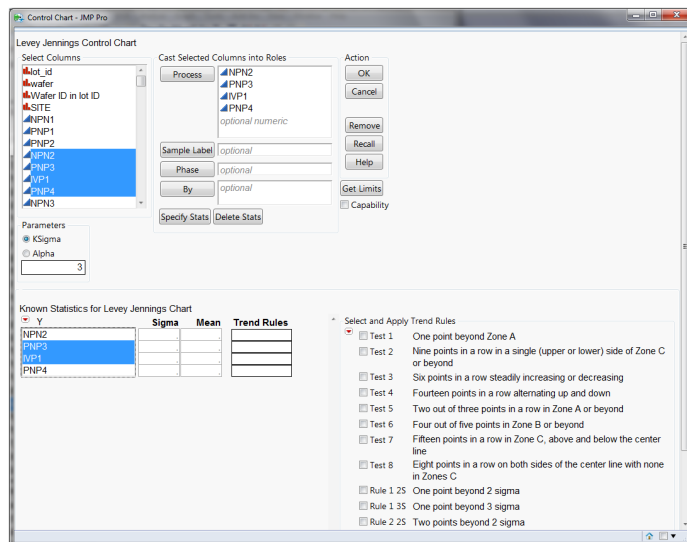 Control Chart - JMP Pro
Levey Jennings Control Chart
Select Columns
lot_id
wafer
Wafer ID in lot ID
SITE
NPN1
PNP1
PNP2
NPN2
PNP3
IVP1
PNP4
NPN3
Cast Selected Columns into Roles
Process
NPN2
PNP3
IVP1
PNP4
optional numeric
Sample Label optional
Phase optional
By optional
Specify Stats Delete Stats
Action
OK
Cancel
Remove
Recall
Help
Get Limits
Capability
Parameters
KSigma
Alpha
3
Known Statistics for Levey Jennings Chart
Y Sigma Mean Trend Rules
NPN2 . .
PNP3 . .
IVP1 . .
PNP4 . .
Select and Apply Trend Rules
Test 1 One point beyond Zone A
Test 2 Nine points in a row in a single (upper or lower) side of Zone C
or beyond
Test 3 Six points in a row steadily increasing or decreasing
Test 4 Fourteen points in a row alternating up and down
Test 5 Two out of three points in a row in Zone A or beyond
Test 6 Four out of five points in Zone B or beyond
Test 7 Fifteen points in a row in Zone C, above and below the center
line
Test 8 Eight points in a row on both sides of the center line with none
in Zones C
Rule 1 2S One point beyond 2 sigma
Rule 1 3S One point beyond 3 sigma
Rule 2 2S Two points beyond 2 sigma